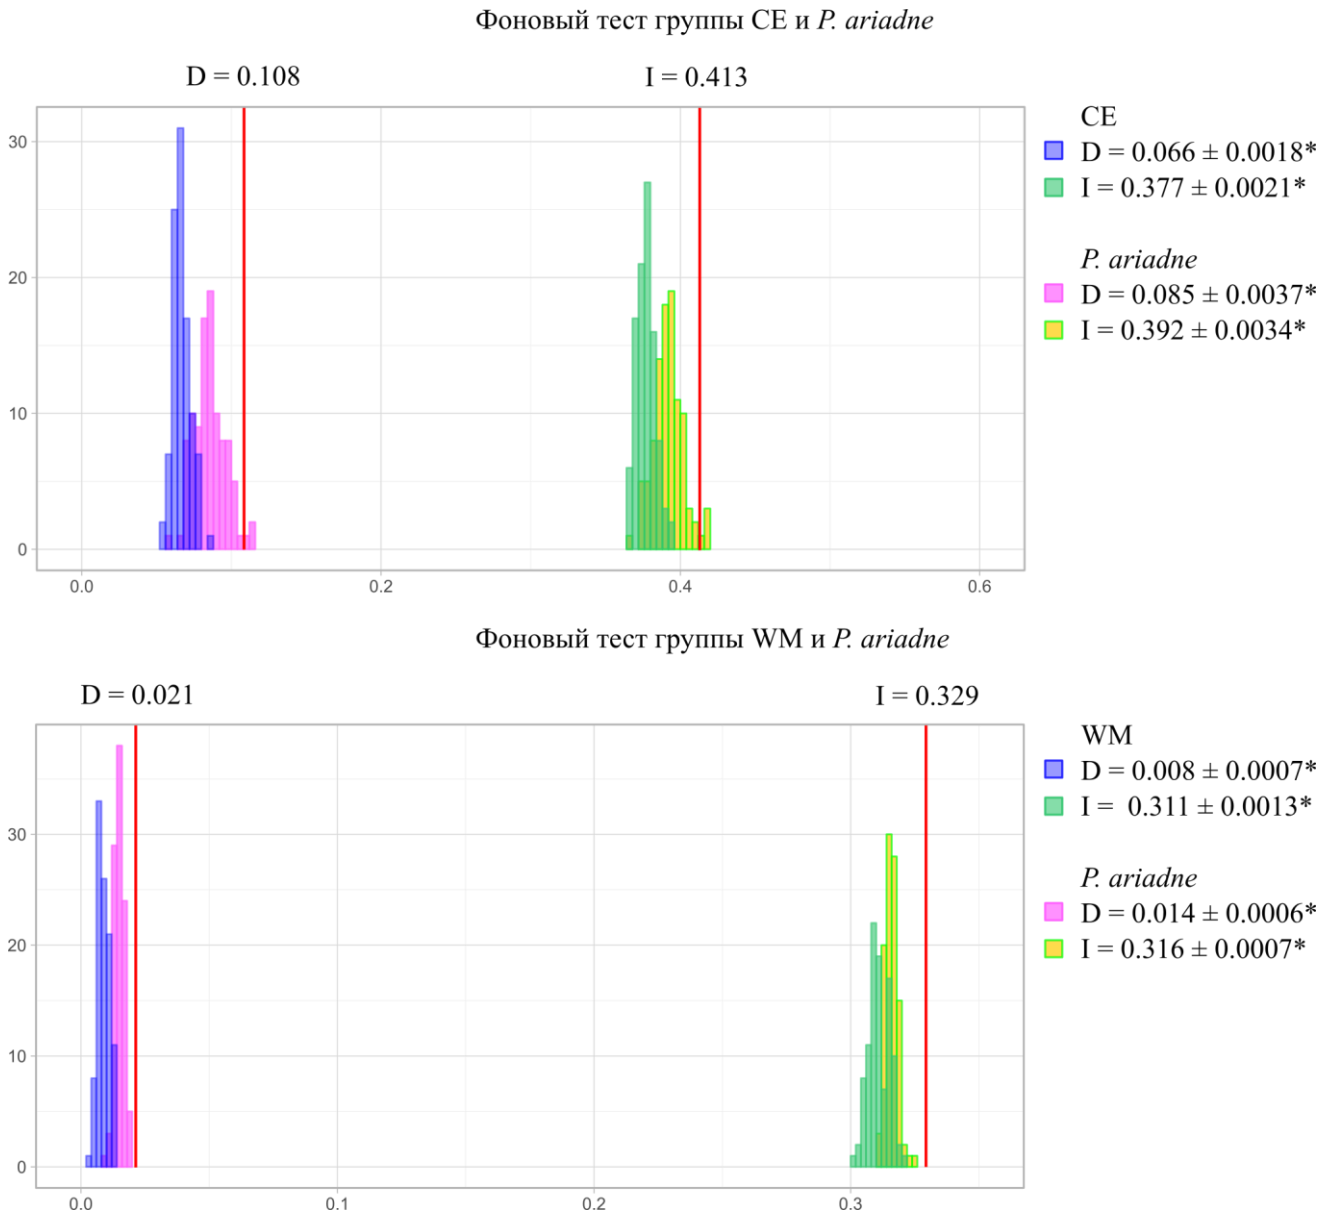 Фоновый тест группы CE и P. ariadne
D = 0.108
I = 0.413
30
20
10
0
0.0
0.2
0.4
0.6
CE
D = 0.066 ± 0.0018*
I = 0.377 ± 0.0021*
P. ariadne
D = 0.085 ± 0.0037*
I = 0.392 ± 0.0034*
Фоновый тест группы WM и P. ariadne
D = 0.021
I = 0.329
30
20
10
0
0.0
0.1
0.2
0.3
WM
D = 0.008 ± 0.0007*
I =  0.311 ± 0.0013*
P. ariadne
D = 0.014 ± 0.0006*
I = 0.316 ± 0.0007*